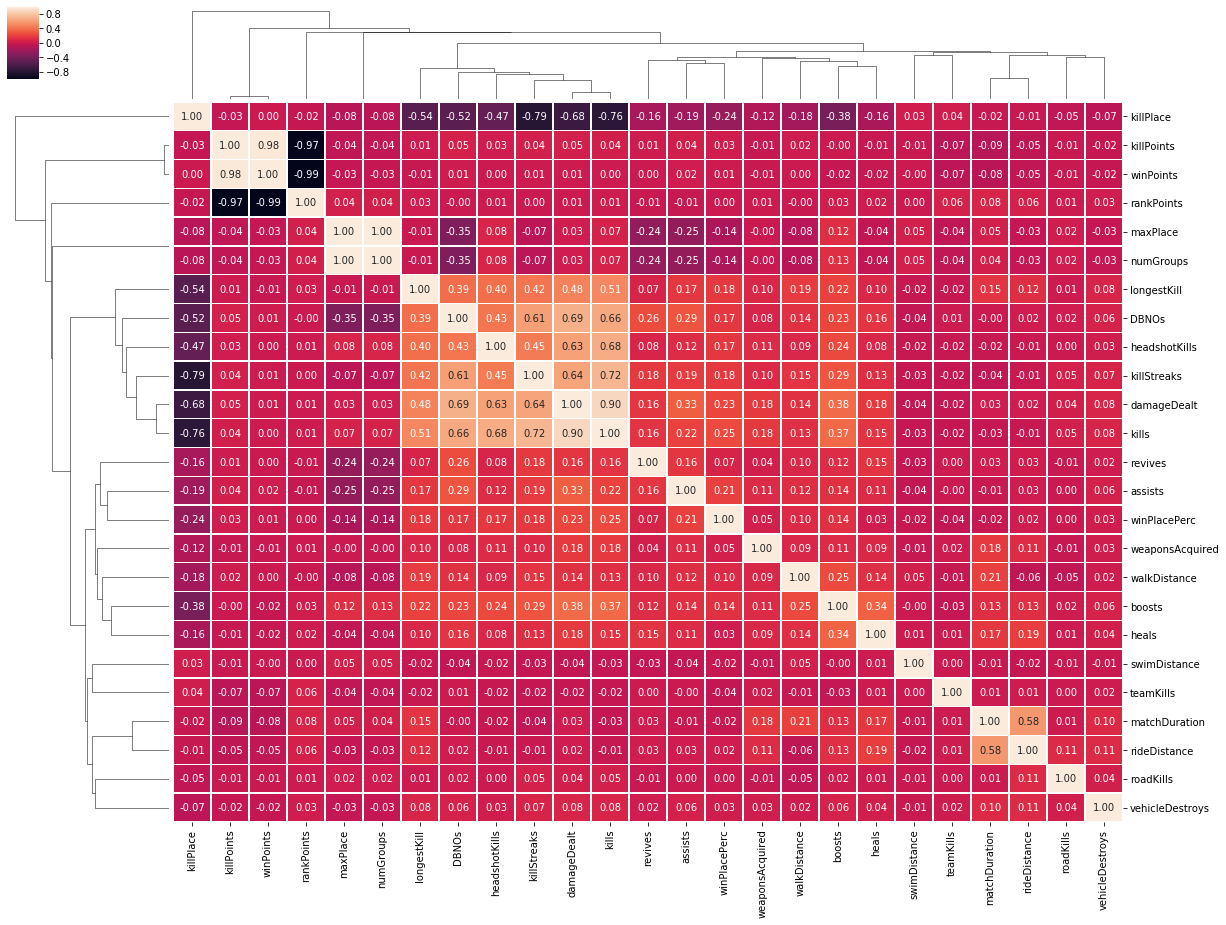 0.8
0.4
0.0
−0.4
−0.8
1.00 -0.03 0.00 -0.02 -0.08 -0.08 -0.54 -0.52 -0.47 -0.79 -0.68 -0.76 -0.16 -0.19 -0.24 -0.12 -0.18 -0.38 -0.16 0.03 0.04 -0.02 -0.01 -0.05 -0.07 killPlace
-0.03 1.00 0.98 -0.97 -0.04 -0.04 0.01 0.05 0.03 0.04 0.05 0.04 0.01 0.04 0.03 -0.01 0.02 -0.00 -0.01 -0.01 -0.07 -0.09 -0.05 -0.01 -0.02 killPoints
0.00 0.98 1.00 -0.99 -0.03 -0.03 -0.01 0.01 0.00 0.01 0.01 0.00 0.00 0.02 0.01 -0.01 0.00 -0.02 -0.02 -0.00 -0.07 -0.08 -0.05 -0.01 -0.02 winPoints
-0.02 -0.97 -0.99 1.00 0.04 0.04 0.03 -0.00 0.01 0.00 0.01 0.01 -0.01 -0.01 0.00 0.01 -0.00 0.03 0.02 0.00 0.06 0.08 0.06 0.01 0.03 rankPoints
-0.08 -0.04 -0.03 0.04 1.00 1.00 -0.01 -0.35 0.08 -0.07 0.03 0.07 -0.24 -0.25 -0.14 -0.00 -0.08 0.12 -0.04 0.05 -0.04 0.05 -0.03 0.02 -0.03 maxPlace
-0.08 -0.04 -0.03 0.04 1.00 1.00 -0.01 -0.35 0.08 -0.07 0.03 0.07 -0.24 -0.25 -0.14 -0.00 -0.08 0.13 -0.04 0.05 -0.04 0.04 -0.03 0.02 -0.03 numGroups
-0.54 0.01 -0.01 0.03 -0.01 -0.01 1.00 0.39 0.40 0.42 0.48 0.51 0.07 0.17 0.18 0.10 0.19 0.22 0.10 -0.02 -0.02 0.15 0.12 0.01 0.08 longestKill
-0.52 0.05 0.01 -0.00 -0.35 -0.35 0.39 1.00 0.43 0.61 0.69 0.66 0.26 0.29 0.17 0.08 0.14 0.23 0.16 -0.04 0.01 -0.00 0.02 0.02 0.06 DBNOs
-0.47 0.03 0.00 0.01 0.08 0.08 0.40 0.43 1.00 0.45 0.63 0.68 0.08 0.12 0.17 0.11 0.09 0.24 0.08 -0.02 -0.02 -0.02 -0.01 0.00 0.03 headshotKills
-0.79 0.04 0.01 0.00 -0.07 -0.07 0.42 0.61 0.45 1.00 0.64 0.72 0.18 0.19 0.18 0.10 0.15 0.29 0.13 -0.03 -0.02 -0.04 -0.01 0.05 0.07 killStreaks
-0.68 0.05 0.01 0.01 0.03 0.03 0.48 0.69 0.63 0.64 1.00 0.90 0.16 0.33 0.23 0.18 0.14 0.38 0.18 -0.04 -0.02 0.03 0.02 0.04 0.08 damageDealt
-0.76 0.04 0.00 0.01 0.07 0.07 0.51 0.66 0.68 0.72 0.90 1.00 0.16 0.22 0.25 0.18 0.13 0.37 0.15 -0.03 -0.02 -0.03 -0.01 0.05 0.08 kills
-0.16 0.01 0.00 -0.01 -0.24 -0.24 0.07 0.26 0.08 0.18 0.16 0.16 1.00 0.16 0.07 0.04 0.10 0.12 0.15 -0.03 0.00 0.03 0.03 -0.01 0.02 revives
-0.19 0.04 0.02 -0.01 -0.25 -0.25 0.17 0.29 0.12 0.19 0.33 0.22 0.16 1.00 0.21 0.11 0.12 0.14 0.11 -0.04 -0.00 -0.01 0.03 0.00 0.06 assists
-0.24 0.03 0.01 0.00 -0.14 -0.14 0.18 0.17 0.17 0.18 0.23 0.25 0.07 0.21 1.00 0.05 0.10 0.14 0.03 -0.02 -0.04 -0.02 0.02 0.00 0.03 winPlacePerc
-0.12 -0.01 -0.01 0.01 -0.00 -0.00 0.10 0.08 0.11 0.10 0.18 0.18 0.04 0.11 0.05 1.00 0.09 0.11 0.09 -0.01 0.02 0.18 0.11 -0.01 0.03 weaponsAcquired
-0.18 0.02 0.00 -0.00 -0.08 -0.08 0.19 0.14 0.09 0.15 0.14 0.13 0.10 0.12 0.10 0.09 1.00 0.25 0.14 0.05 -0.01 0.21 -0.06 -0.05 0.02 walkDistance
-0.38 -0.00 -0.02 0.03 0.12 0.13 0.22 0.23 0.24 0.29 0.38 0.37 0.12 0.14 0.14 0.11 0.25 1.00 0.34 -0.00 -0.03 0.13 0.13 0.02 0.06 boosts
-0.16 -0.01 -0.02 0.02 -0.04 -0.04 0.10 0.16 0.08 0.13 0.18 0.15 0.15 0.11 0.03 0.09 0.14 0.34 1.00 0.01 0.01 0.17 0.19 0.01 0.04 heals
0.03 -0.01 -0.00 0.00 0.05 0.05 -0.02 -0.04 -0.02 -0.03 -0.04 -0.03 -0.03 -0.04 -0.02 -0.01 0.05 -0.00 0.01 1.00 0.00 -0.01 -0.02 -0.01 -0.01 swimDistance
0.04 -0.07 -0.07 0.06 -0.04 -0.04 -0.02 0.01 -0.02 -0.02 -0.02 -0.02 0.00 -0.00 -0.04 0.02 -0.01 -0.03 0.01 0.00 1.00 0.01 0.01 0.00 0.02 teamKills
-0.02 -0.09 -0.08 0.08 0.05 0.04 0.15 -0.00 -0.02 -0.04 0.03 -0.03 0.03 -0.01 -0.02 0.18 0.21 0.13 0.17 -0.01 0.01 1.00 0.58 0.01 0.10 matchDuration
-0.01 -0.05 -0.05 0.06 -0.03 -0.03 0.12 0.02 -0.01 -0.01 0.02 -0.01 0.03 0.03 0.02 0.11 -0.06 0.13 0.19 -0.02 0.01 0.58 1.00 0.11 0.11 rideDistance
-0.05 -0.01 -0.01 0.01 0.02 0.02 0.01 0.02 0.00 0.05 0.04 0.05 -0.01 0.00 0.00 -0.01 -0.05 0.02 0.01 -0.01 0.00 0.01 0.11 1.00 0.04 roadKills
-0.07 -0.02 -0.02 0.03 -0.03 -0.03 0.08 0.06 0.03 0.07 0.08 0.08 0.02 0.06 0.03 0.03 0.02 0.06 0.04 -0.01 0.02 0.10 0.11 0.04 1.00 vehicleDestroys
killPlace
killPoints
winPoints
rankPoints
maxPlace
numGroups
longestKill
DBNOs
headshotKills
killStreaks
damageDealt
kills
revives
assists
winPlacePerc
weaponsAcquired
walkDistance
boosts
heals
swimDistance
teamKills
matchDuration
rideDistance
roadKills
vehicleDestroys